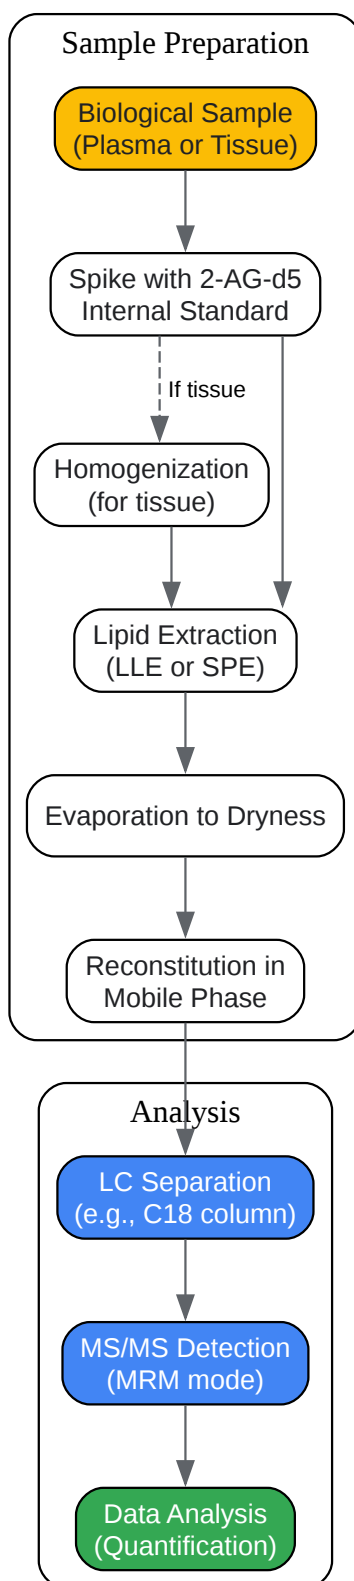 Sample Preparation
Biological Sample
(Plasma or Tissue)
Spike with 2-AG-d5
Internal Standard
If tissue
Homogenization
(for tissue)
Lipid Extraction
(LLE or SPE)
Evaporation to Dryness
Reconstitution in
Mobile Phase
Analysis
LC Separation
(e.g., C18 column)
MS/MS Detection
(MRM mode)
Data Analysis
(Quantification)